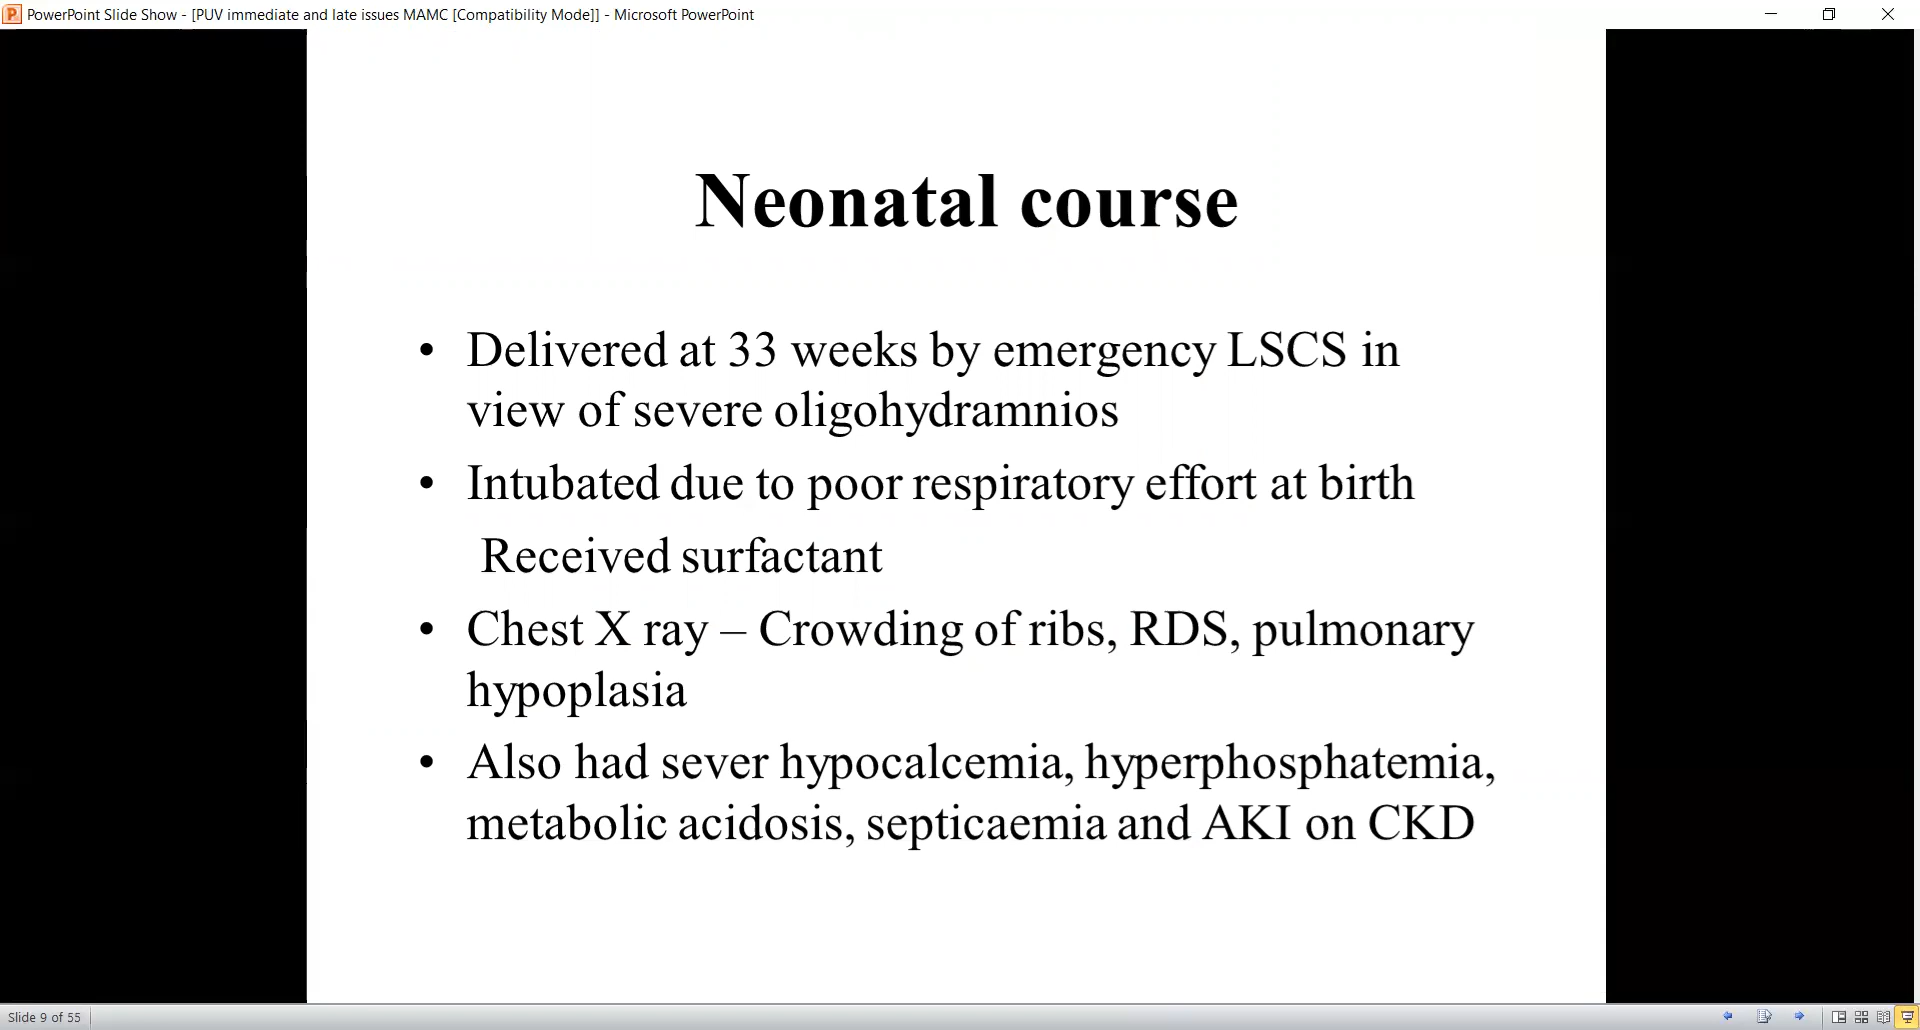 PowerPoint Slide Show - [PUV immediate and late issues MAMC [Compatibility Mode]] - Microsoft PowerPoint
Neonatal course
• Delivered at 33 weeks by emergency LSCS in
view of severe oligohydramnios
• Intubated due to poor respiratory effort at birth
Received surfactant
• Chest X ray – Crowding of ribs, RDS, pulmonary
hypoplasia
• Also had sever hypocalcemia, hyperphosphatemia,
metabolic acidosis, septicaemia and AKI on CKD
Slide 9 of 55